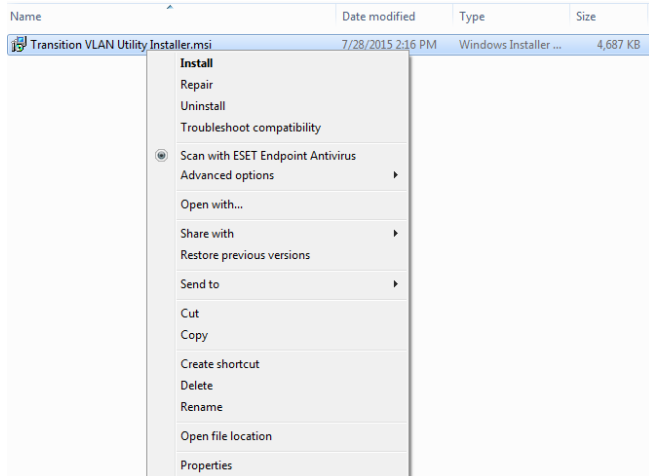 Name Date modified Type Size
Transition VLAN Utility Installer.msi 7/28/2015 2:16 PM Windows Installer ... 4,687 KB
Install
Repair
Uninstall
Troubleshoot compatibility
Scan with ESET Endpoint Antivirus
Advanced options
Open with...
Share with
Restore previous versions
Send to
Cut
Copy
Create shortcut
Delete
Rename
Open file location
Properties